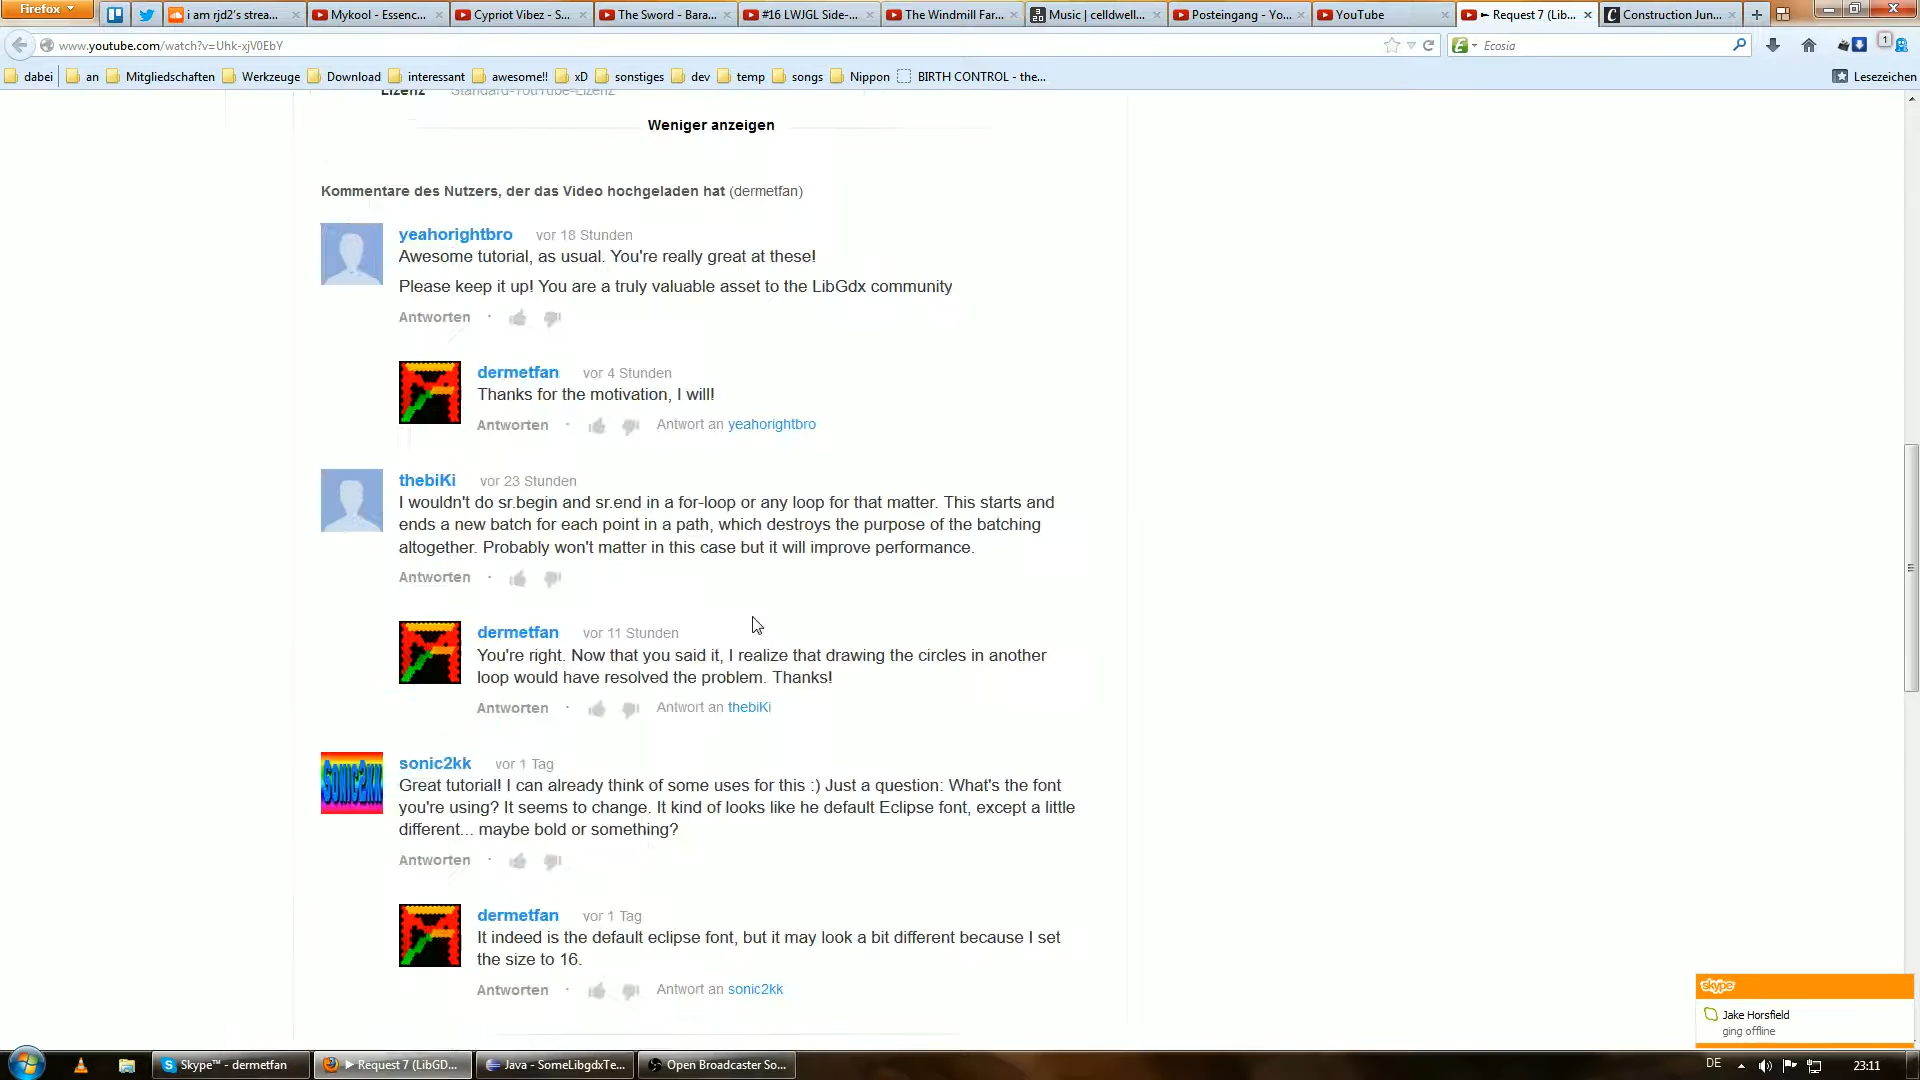 Firefox
i am rjd2's strea...
Mykool - Essenc...
Cypriot Vibez - S...
The Sword - Bara...
#16 LWJGL Side-...
The Windmill Far...
Music | celldwell...
Posteingang - Yo...
YouTube
► Request 7 (Lib...
Construction Jun...
www.youtube.com/watch?v=Uhk-xjV0EbY
Ecosia
1
dabei
an
Mitgliedschaften
Werkzeuge
Download
interessant
awesome!!
xD
sonstiges
dev
temp
songs
Nippon
BIRTH CONTROL - the...
Lesezeichen
Lizenz Standard-YouTube-Lizenz
Weniger anzeigen
Kommentare des Nutzers, der das Video hochgeladen hat (dermetfan)
yeahorightbro vor 18 Stunden
Awesome tutorial, as usual. You're really great at these!
Please keep it up! You are a truly valuable asset to the LibGdx community
Antworten ·
dermetfan vor 4 Stunden
Thanks for the motivation, I will!
Antworten · Antwort an yeahorightbro
thebiKi vor 23 Stunden
I wouldn't do sr.begin and sr.end in a for-loop or any loop for that matter. This starts and
ends a new batch for each point in a path, which destroys the purpose of the batching
altogether. Probably won't matter in this case but it will improve performance.
Antworten ·
dermetfan vor 11 Stunden
You're right. Now that you said it, I realize that drawing the circles in another
loop would have resolved the problem. Thanks!
Antworten · Antwort an thebiKi
SONIC2KK
sonic2kk vor 1 Tag
Great tutorial! I can already think of some uses for this :) Just a question: What's the font
you're using? It seems to change. It kind of looks like he default Eclipse font, except a little
different... maybe bold or something?
Antworten ·
dermetfan vor 1 Tag
It indeed is the default eclipse font, but it may look a bit different because I set
the size to 16.
Antworten · Antwort an sonic2kk
skype
Jake Horsfield
ging offline
Skype™ - dermetfan
► Request 7 (LibGD...
Java - SomeLibgdxTe...
Open Broadcaster So...
DE
23:11